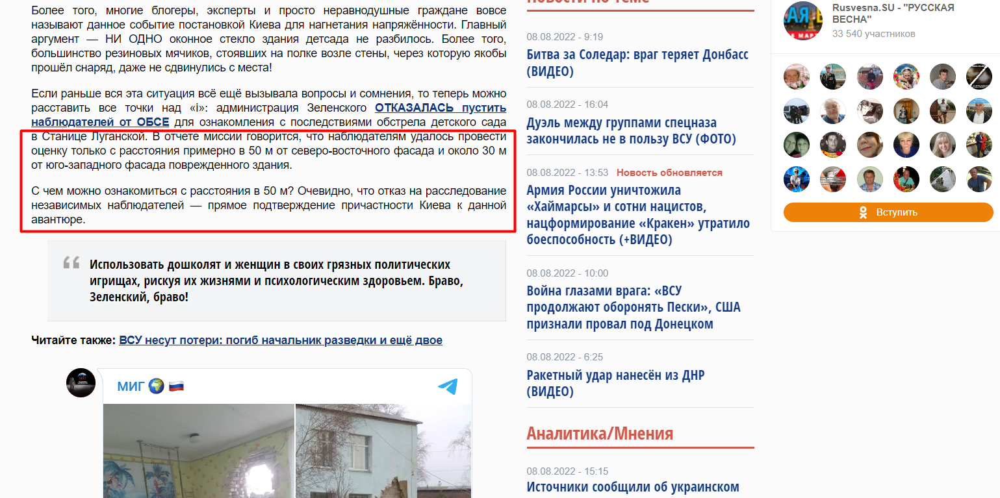 Более того, многие блогеры, эксперты и просто неравнодушные граждане вовсе
называют данное событие постановкой Киева для нагнетания напряжённости. Главный
аргумент — НИ ОДНО оконное стекло здания детсада не разбилось. Более того,
большинство резиновых мячиков, стоявших на полке возле стены, через которую якобы
прошёл снаряд, даже не сдвинулись с места!
Если раньше вся эта ситуация всё ещё вызывала вопросы и сомнения, то теперь можно
расставить все точки над «i»: администрация Зеленского ОТКАЗАЛАСЬ пустить
наблюдателей от ОБСЕ для ознакомления с последствиями обстрела детского сада
в Станице Луганской. В отчете миссии говорится, что наблюдателям удалось провести
оценку только с расстояния примерно в 50 м от северо-восточного фасада и около 30 м
от юго-западного фасада поврежденного здания.
С чем можно ознакомиться с расстояния в 50 м? Очевидно, что отказ на расследование
независимых наблюдателей — прямое подтверждение причастности Киева к данной
авантюре.
Использовать дошколят и женщин в своих грязных политических
игрищах, рискуя их жизнями и психологическим здоровьем. Браво,
Зеленский, браво!
Читайте также: ВСУ несут потери: погиб начальник разведки и ещё двое
МИГ
Новости по теме
08.08.2022 - 9:19
Битва за Соледар: враг теряет Донбасс
(ВИДЕО)
08.08.2022 - 16:04
Дуэль между группами спецназа
закончилась не в пользу ВСУ (ФОТО)
08.08.2022 - 13:53 Новость обновляется
Армия России уничтожила
«Хаймарсы» и сотни нацистов,
нацформирование «Кракен» утратило
боеспособность (+ВИДЕО)
08.08.2022 - 10:00
Война глазами врага: «ВСУ
продолжают оборонять Пески», США
признали провал под Донецком
08.08.2022 - 6:25
Ракетный удар нанесён из ДНР
(ВИДЕО)
Аналитика/Мнения
08.08.2022 - 15:15
Источники сообщили об украинском
Rusvesna.SU - "РУССКАЯ
ВЕСНА"
33 540 участников
Вступить